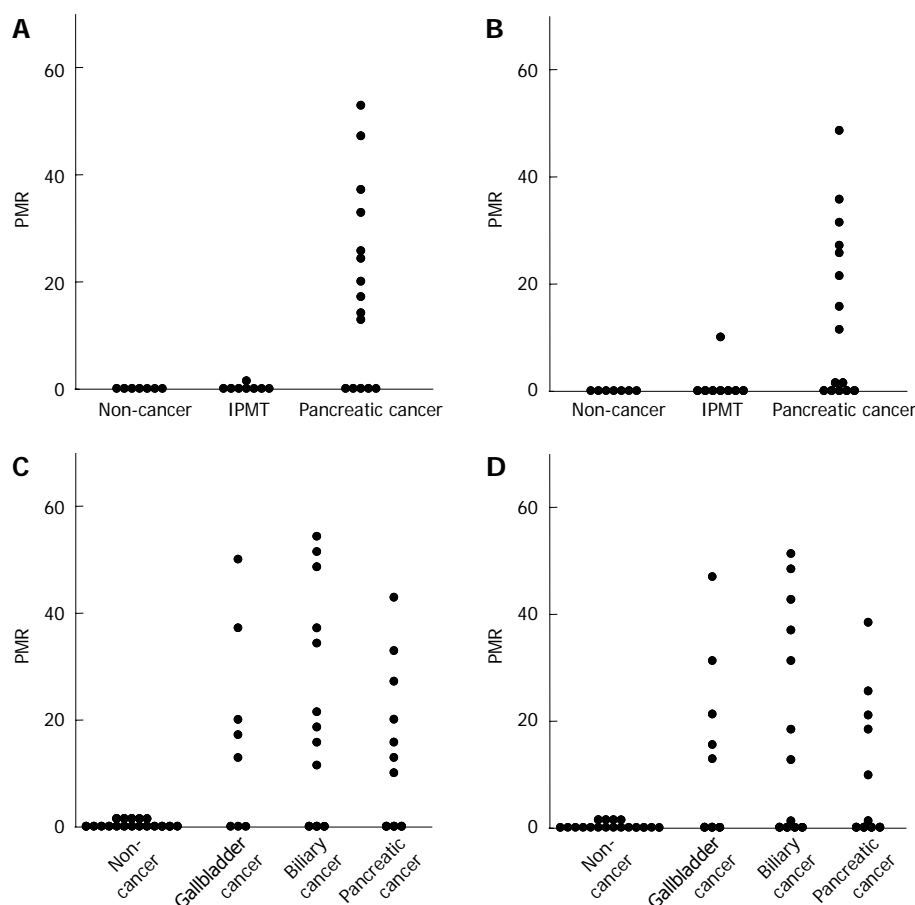 A
60
40
20
0
PMR
Non-cancer
IPMT
Pancreatic cancer
B
60
40
20
0
PMR
Non-cancer
IPMT
Pancreatic cancer
C
60
40
20
0
PMR
Non-
cancer
Gallbladder
cancer
Biliary
cancer
Pancreatic
cancer
D
60
40
20
0
PMR
Non-
cancer
Gallbladder
cancer
Biliary
cancer
Pancreatic
cancer